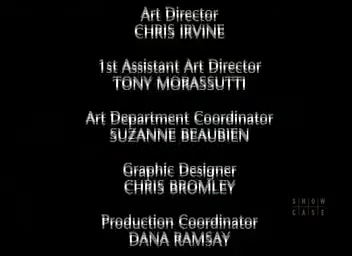 Art Director
CHRIS IRVINE
1st Assistant Art Director
TONY MORASSUTTI
Art Department Coordinator
SUZANNE BEAUBIEN
Graphic Designer
CHRIS BROMLEY
Production Coordinator
DANA RAMSAY
SHOW
CASE